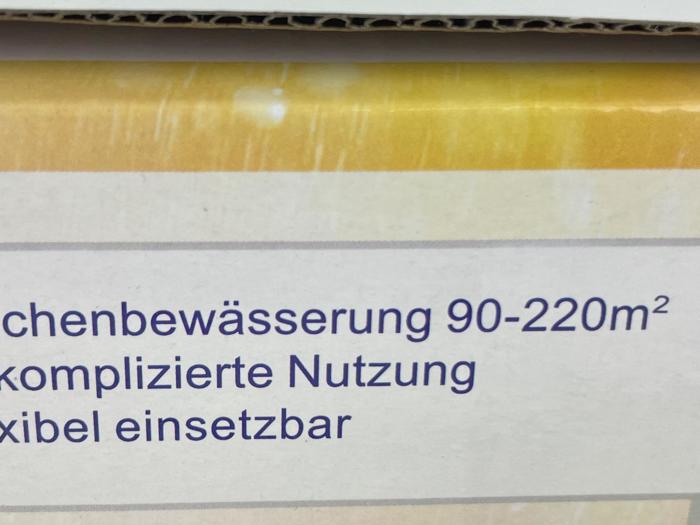 chenbewässerung 90-220m²
komplizierte Nutzung
xibel einsetzbar